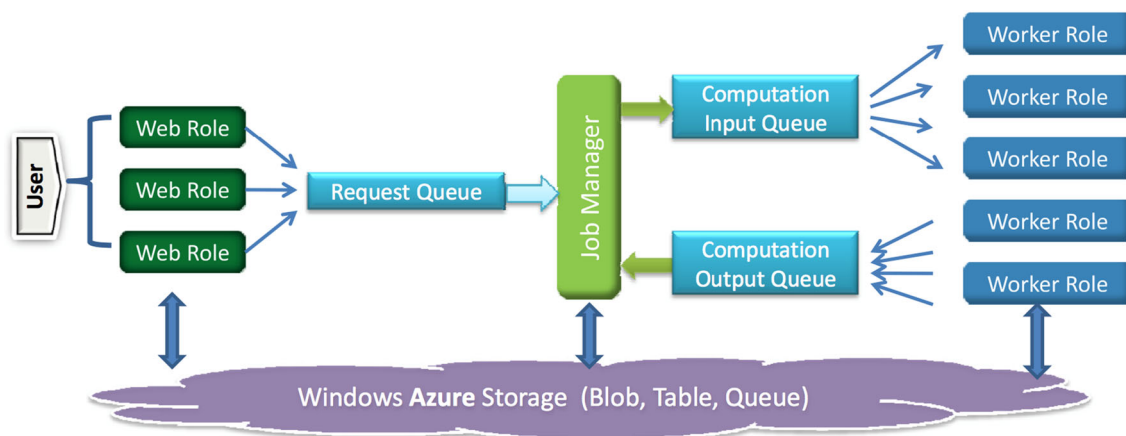 User
Web Role
Web Role
Web Role
Request Queue
Job Manager
Computation
Input Queue
Computation
Output Queue
Worker Role
Worker Role
Worker Role
Worker Role
Worker Role
Windows Azure Storage (Blob, Table, Queue)